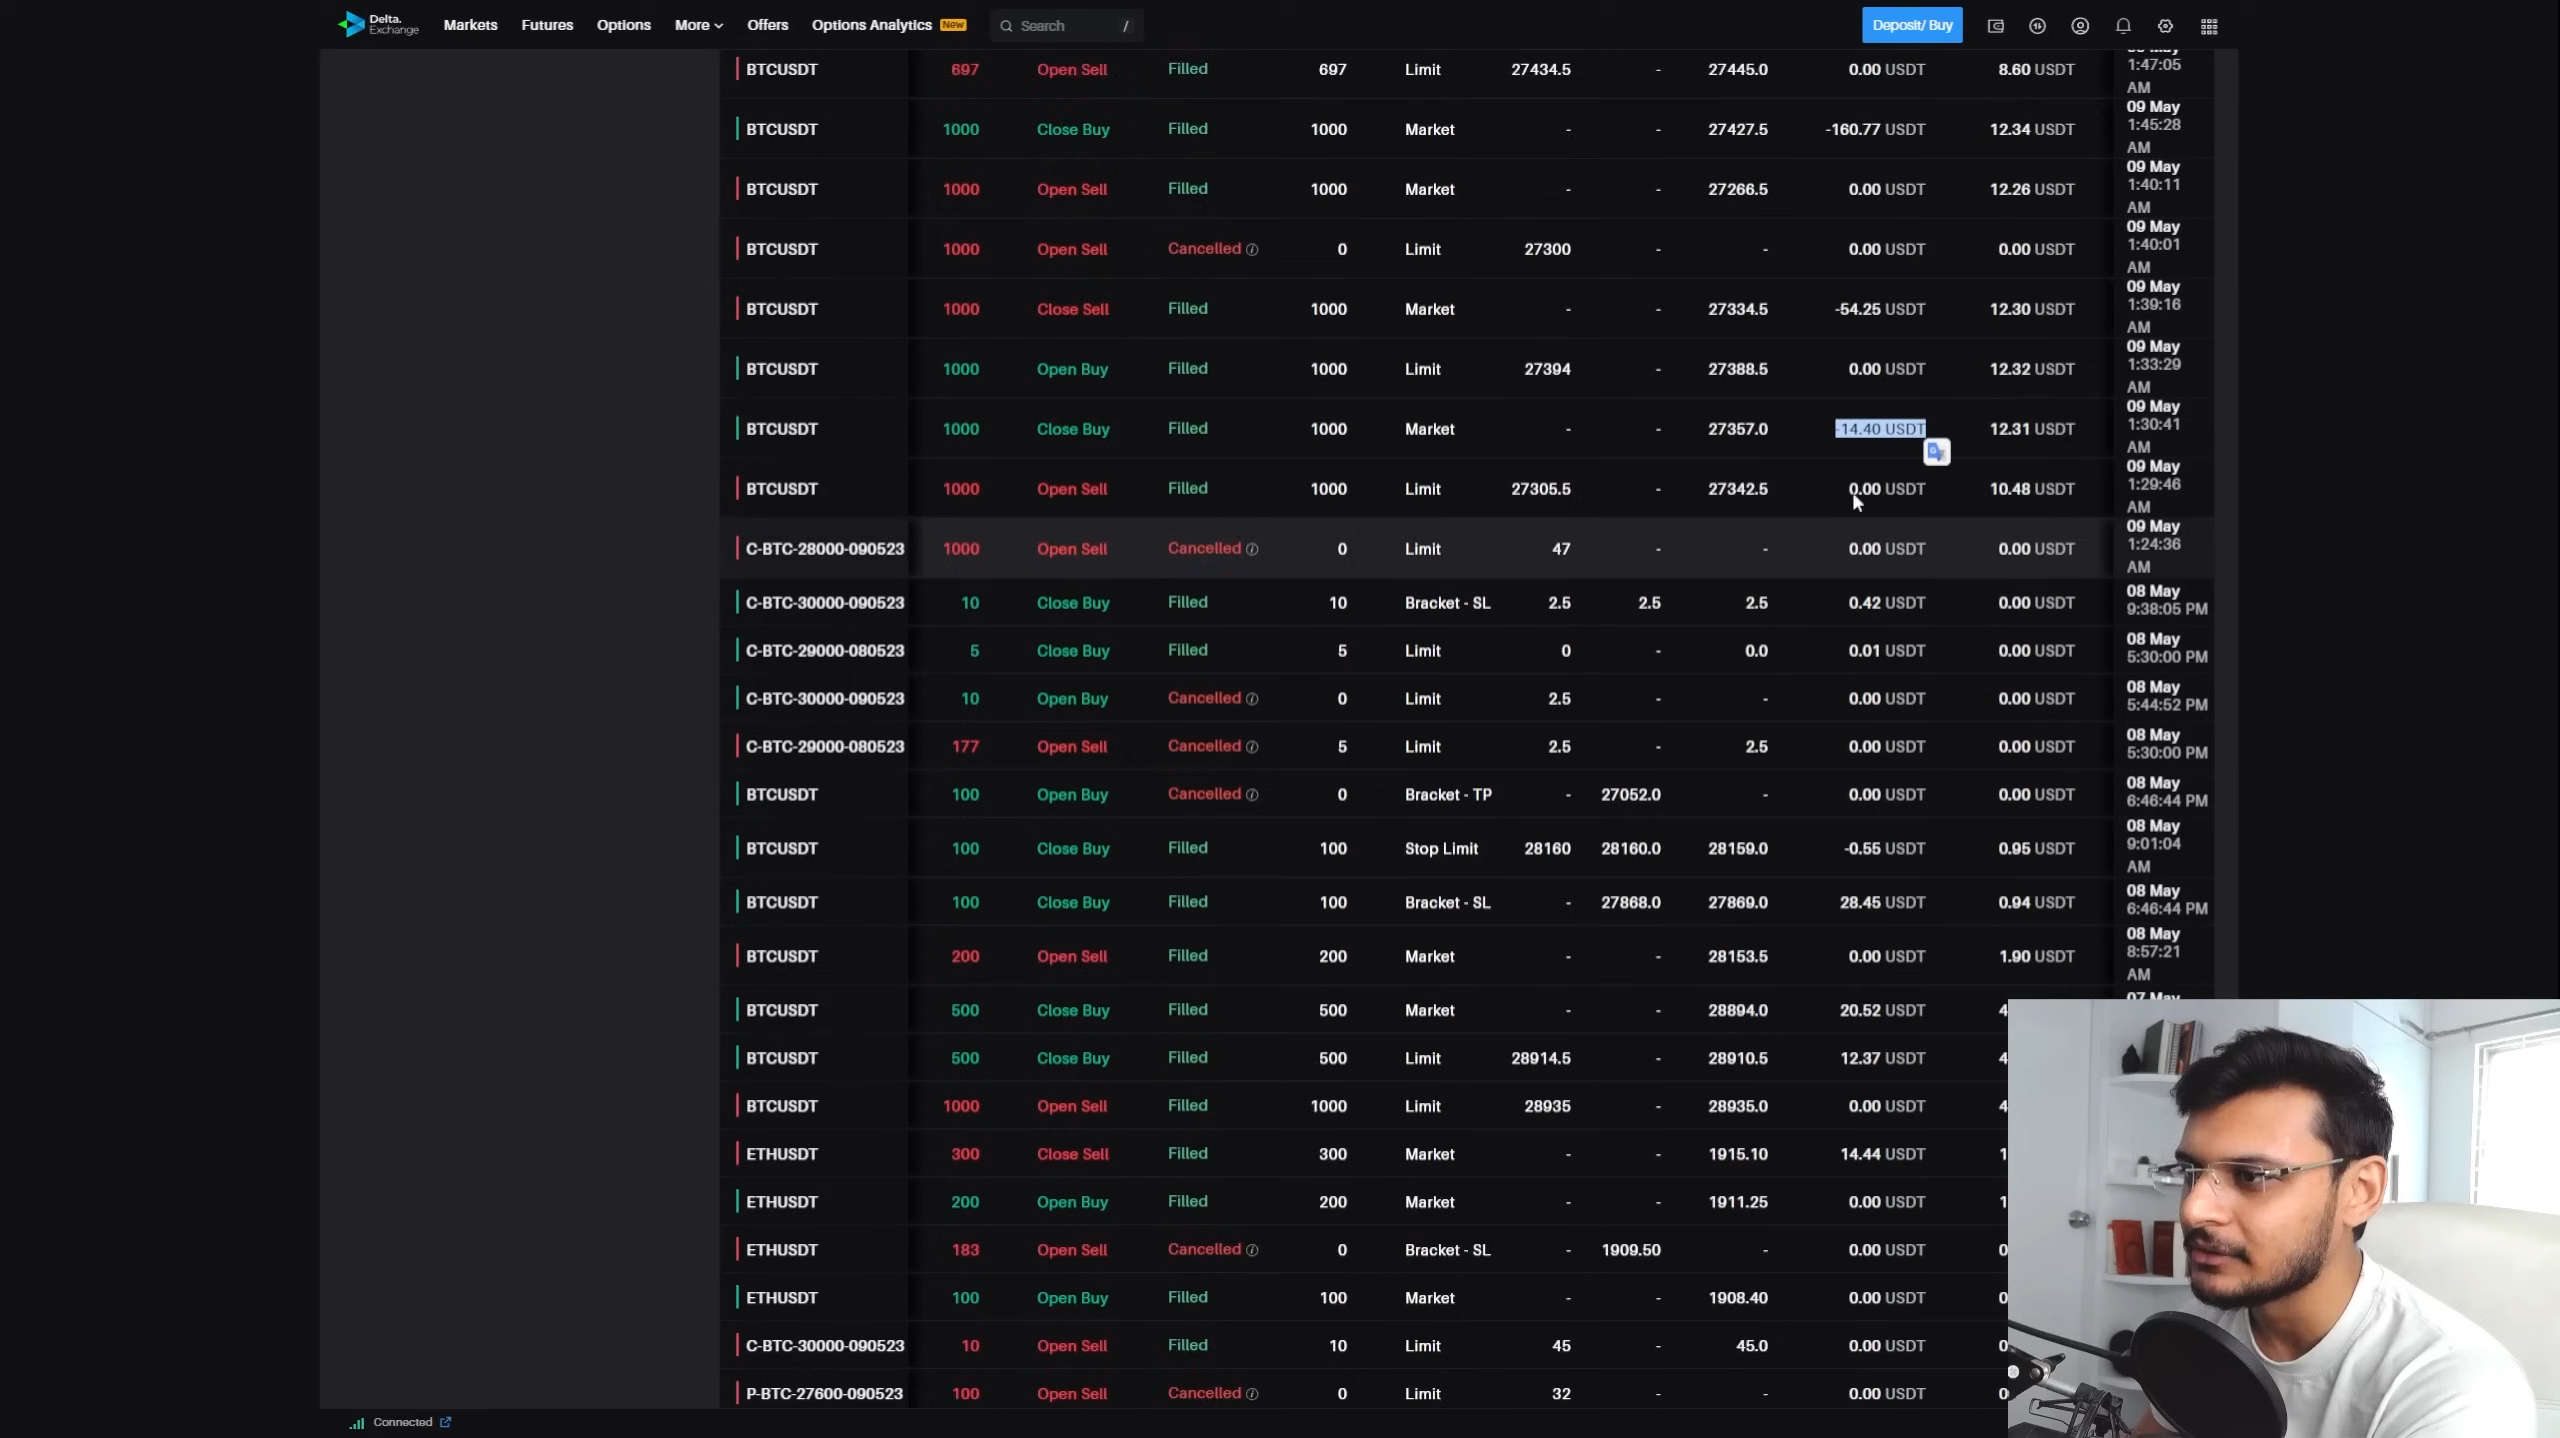 Delta. Exchange Markets Futures Options More Offers Options Analytics New Search / Deposit/ Buy
BTCUSDT 697 Open Sell Filled 697 Limit 27434.5 - 27445.0 0.00 USDT 8.60 USDT 1:47:05 AM
BTCUSDT 1000 Close Buy Filled 1000 Market - - 27427.5 -160.77 USDT 12.34 USDT 09 May 1:45:28 AM
BTCUSDT 1000 Open Sell Filled 1000 Market - - 27266.5 0.00 USDT 12.26 USDT 09 May 1:40:11 AM
BTCUSDT 1000 Open Sell Cancelled 0 Limit 27300 - - 0.00 USDT 0.00 USDT 09 May 1:40:01 AM
BTCUSDT 1000 Close Sell Filled 1000 Market - - 27334.5 -54.25 USDT 12.30 USDT 09 May 1:39:16 AM
BTCUSDT 1000 Open Buy Filled 1000 Limit 27394 - 27388.5 0.00 USDT 12.32 USDT 09 May 1:33:29 AM
BTCUSDT 1000 Close Buy Filled 1000 Market - - 27357.0 -14.40 USDT 12.31 USDT 09 May 1:30:41 AM
BTCUSDT 1000 Open Sell Filled 1000 Limit 27305.5 - 27342.5 0.00 USDT 10.48 USDT 09 May 1:29:46 AM
C-BTC-28000-090523 1000 Open Sell Cancelled 0 Limit 47 - - 0.00 USDT 0.00 USDT 09 May 1:24:36 AM
C-BTC-30000-090523 10 Close Buy Filled 10 Bracket - SL 2.5 2.5 2.5 0.42 USDT 0.00 USDT 08 May 9:38:05 PM
C-BTC-29000-080523 5 Close Buy Filled 5 Limit 0 - 0.0 0.01 USDT 0.00 USDT 08 May 5:30:00 PM
C-BTC-30000-090523 10 Open Buy Cancelled 0 Limit 2.5 - - 0.00 USDT 0.00 USDT 08 May 5:44:52 PM
C-BTC-29000-080523 177 Open Sell Cancelled 5 Limit 2.5 - 2.5 0.00 USDT 0.00 USDT 08 May 5:30:00 PM
BTCUSDT 100 Open Buy Cancelled 0 Bracket - TP - 27052.0 - 0.00 USDT 0.00 USDT 08 May 6:46:44 PM
BTCUSDT 100 Close Buy Filled 100 Stop Limit 28160 28160.0 28159.0 -0.55 USDT 0.95 USDT 08 May 9:01:04 AM
BTCUSDT 100 Close Buy Filled 100 Bracket - SL - 27868.0 27869.0 28.45 USDT 0.94 USDT 08 May 6:46:44 PM
BTCUSDT 200 Open Sell Filled 200 Market - - 28153.5 0.00 USDT 1.90 USDT 08 May 8:57:21 AM
BTCUSDT 500 Close Buy Filled 500 Market - - 28894.0 20.52 USDT 4 07 May
BTCUSDT 500 Close Buy Filled 500 Limit 28914.5 - 28910.5 12.37 USDT 4
BTCUSDT 1000 Open Sell Filled 1000 Limit 28935 - 28935.0 0.00 USDT 4
ETHUSDT 300 Close Sell Filled 300 Market - - 1915.10 14.44 USDT 1
ETHUSDT 200 Open Buy Filled 200 Market - - 1911.25 0.00 USDT 1
ETHUSDT 183 Open Sell Cancelled 0 Bracket - SL - 1909.50 - 0.00 USDT 0
ETHUSDT 100 Open Buy Filled 100 Market - - 1908.40 0.00 USDT 0
C-BTC-30000-090523 10 Open Sell Filled 10 Limit 45 - 45.0 0.00 USDT 0
P-BTC-27600-090523 100 Open Sell Cancelled 0 Limit 32 - - 0.00 USDT 0
Connected